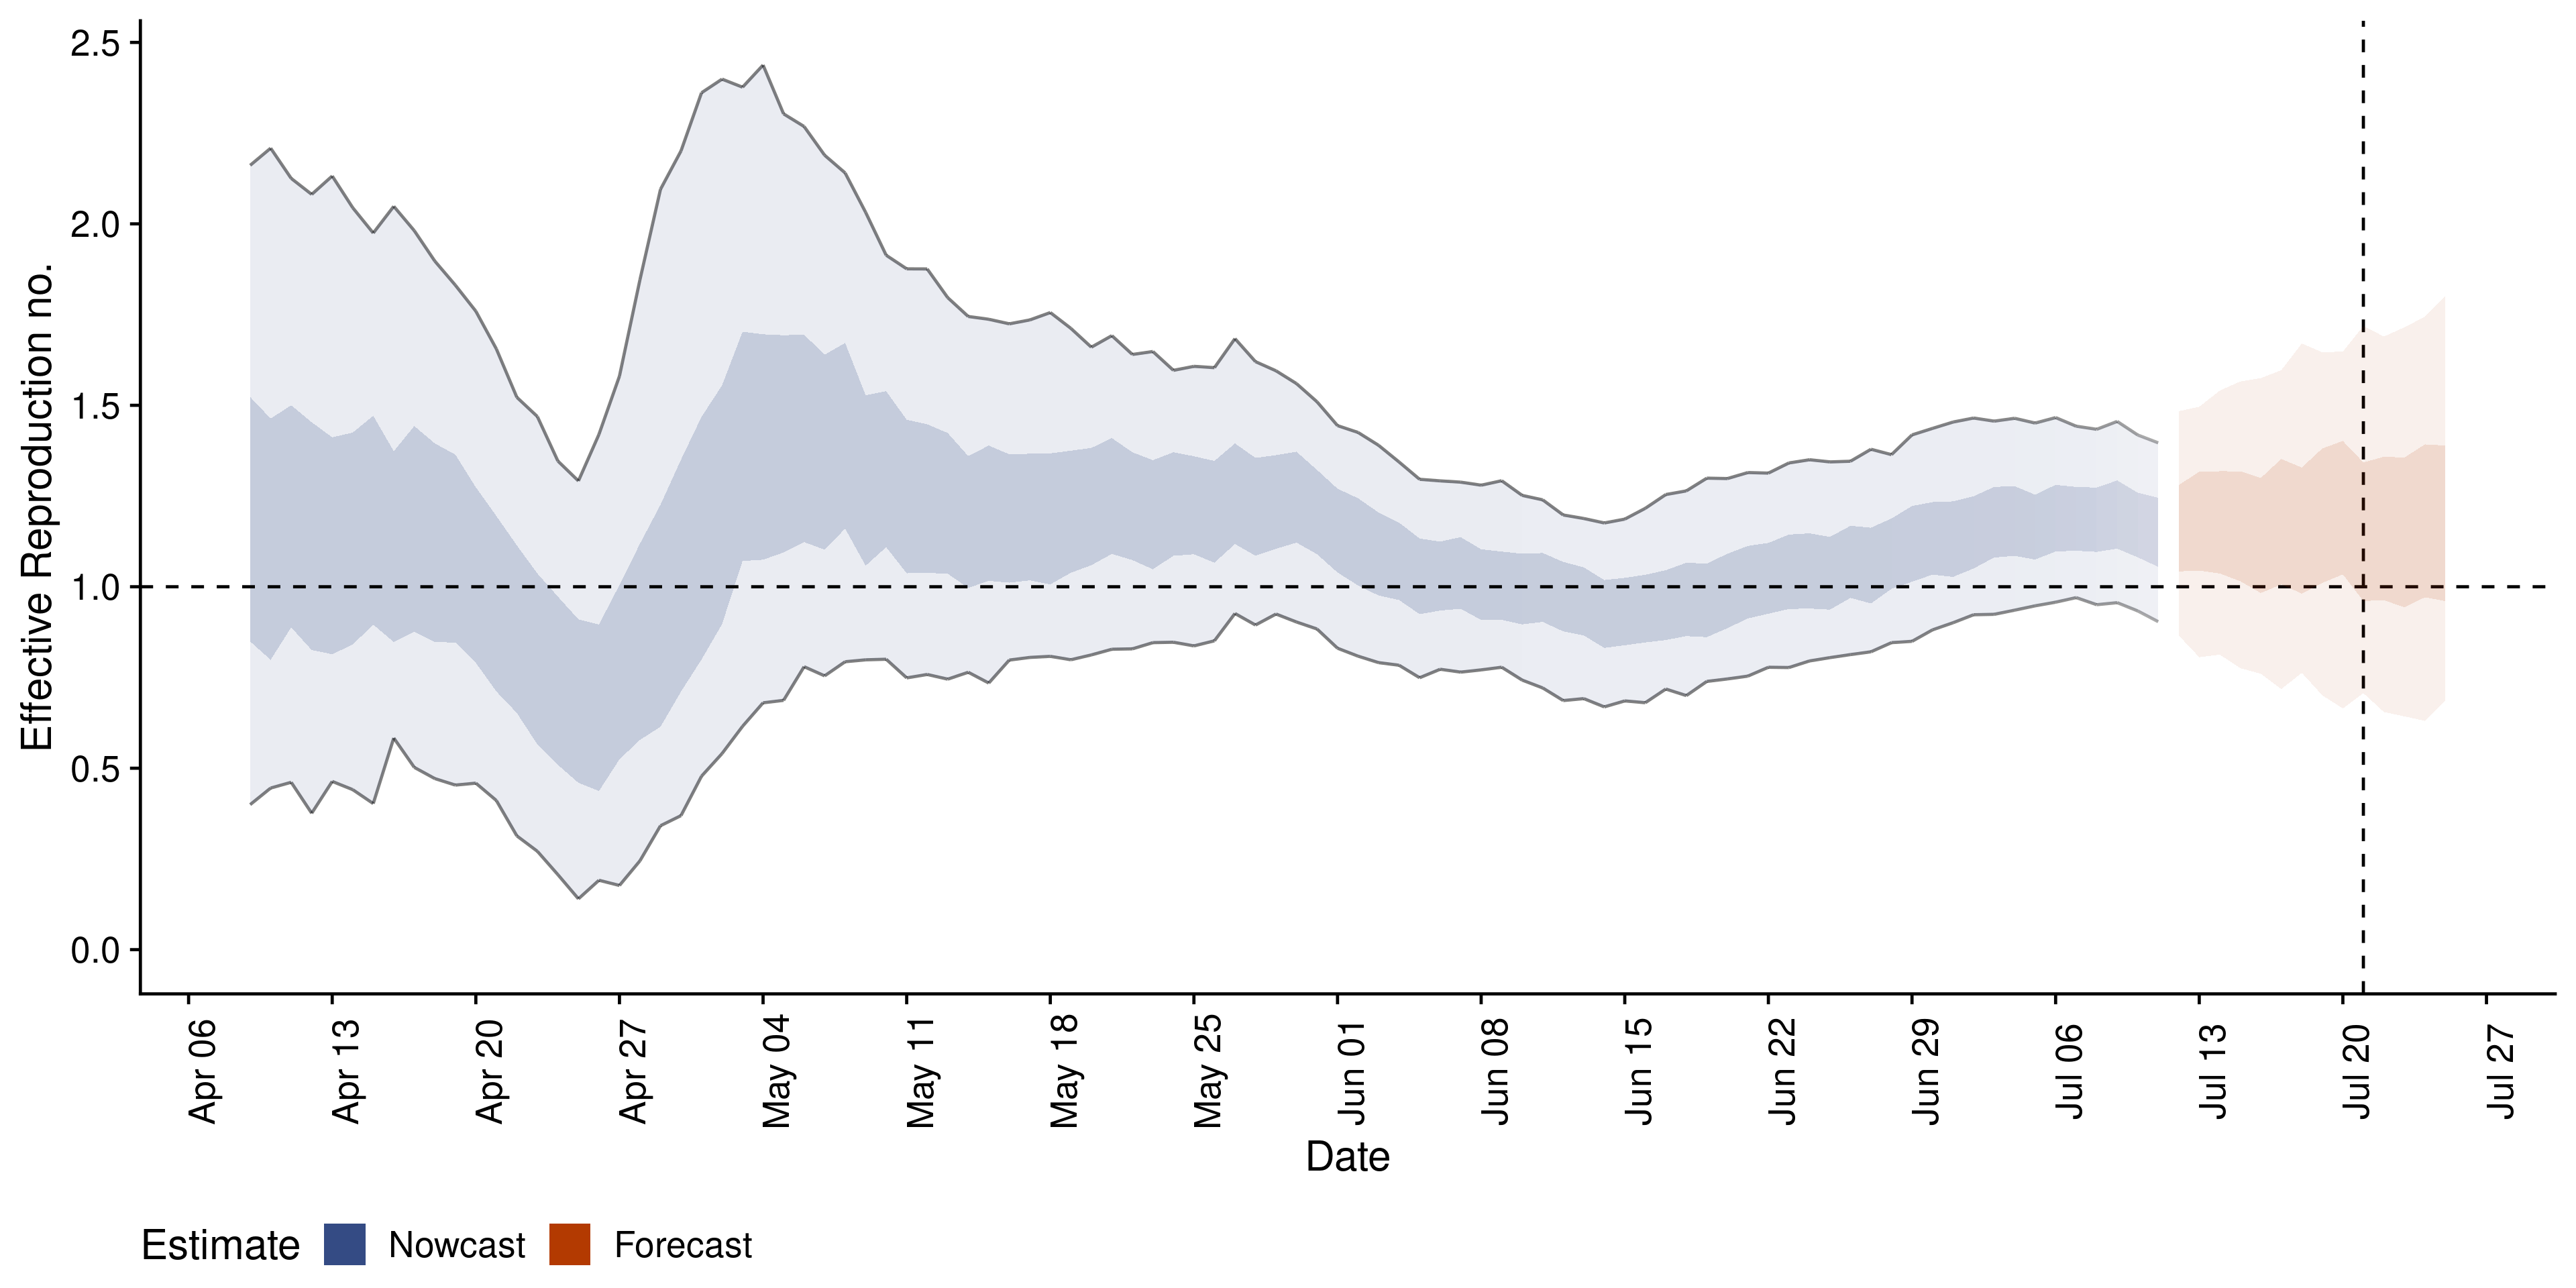 Effective Reproduction no.
2.5
2.0
1.5
1.0
0.5
0.0
Apr 06
Apr 13
Apr 20
Apr 27
May 04
May 11
May 18
May 25
Jun 01
Jun 08
Jun 15
Jun 22
Jun 29
Jul 06
Jul 13
Jul 20
Jul 27
Date
Estimate Nowcast Forecast